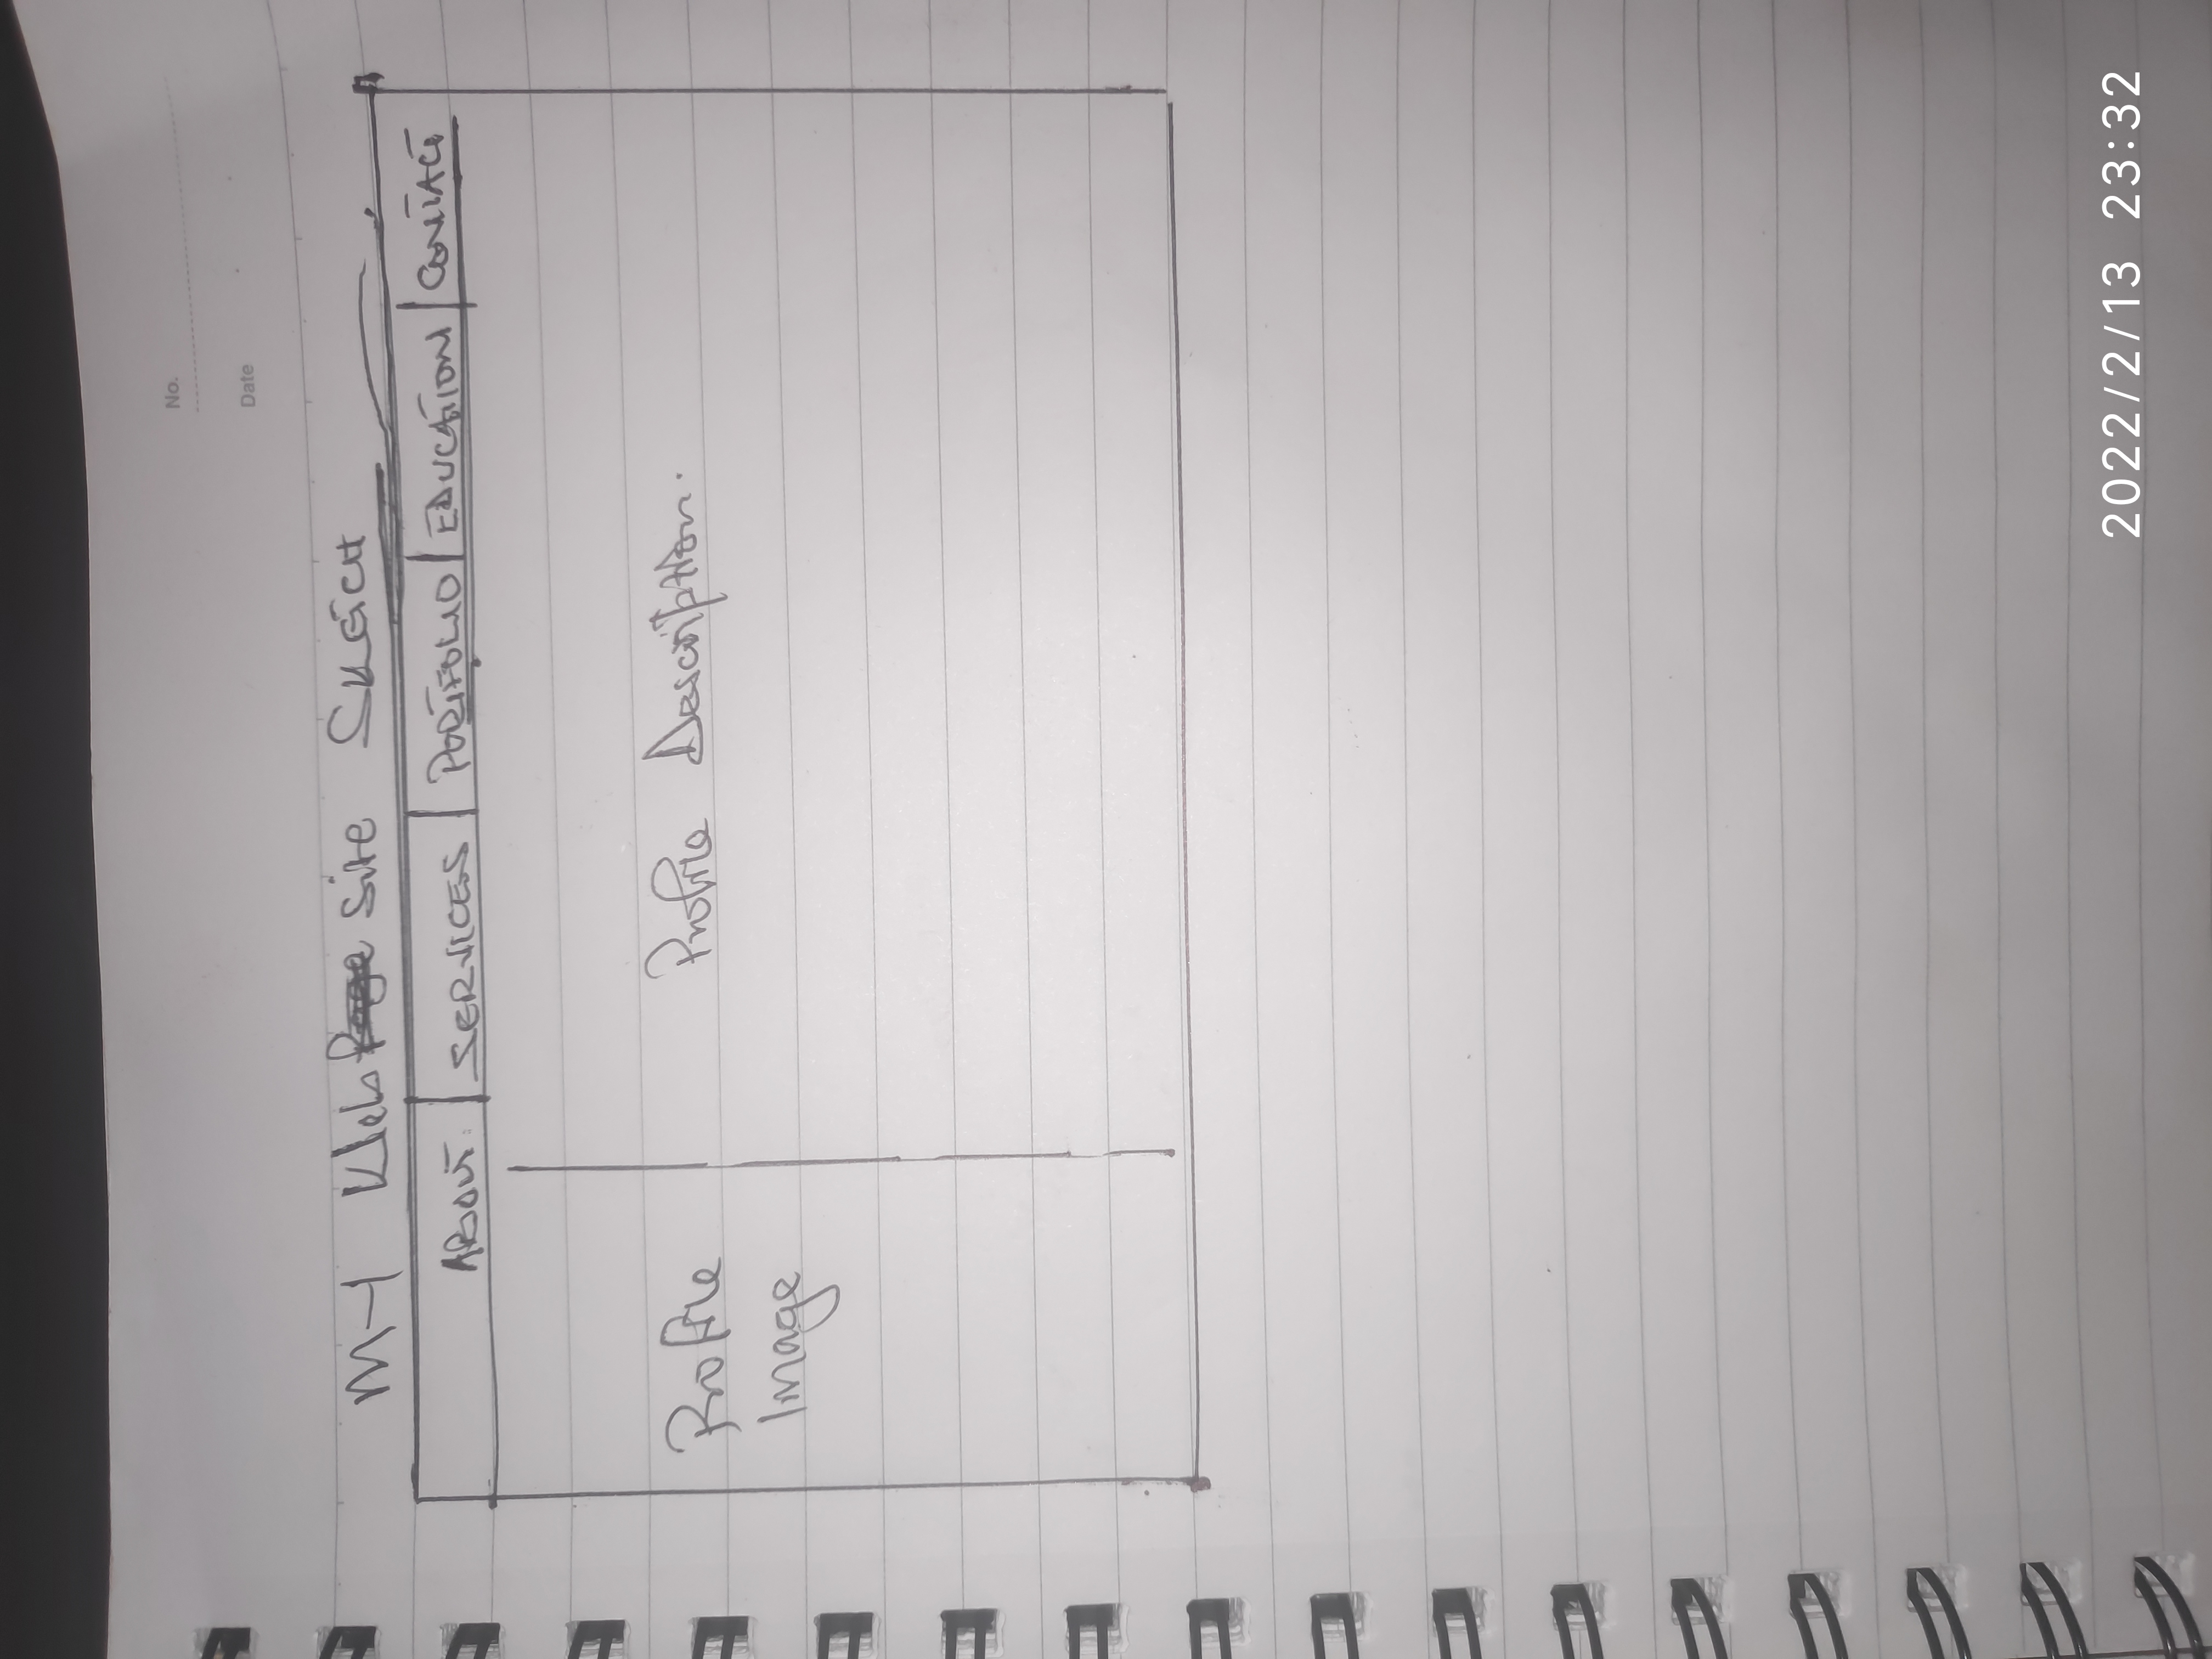 No.
Date
My Web site Sketch
ABOUT SERVICES PORTFOLIO EDUCATION CONTACT
Profile Image
Profile Description.
2022/2/13 23:32